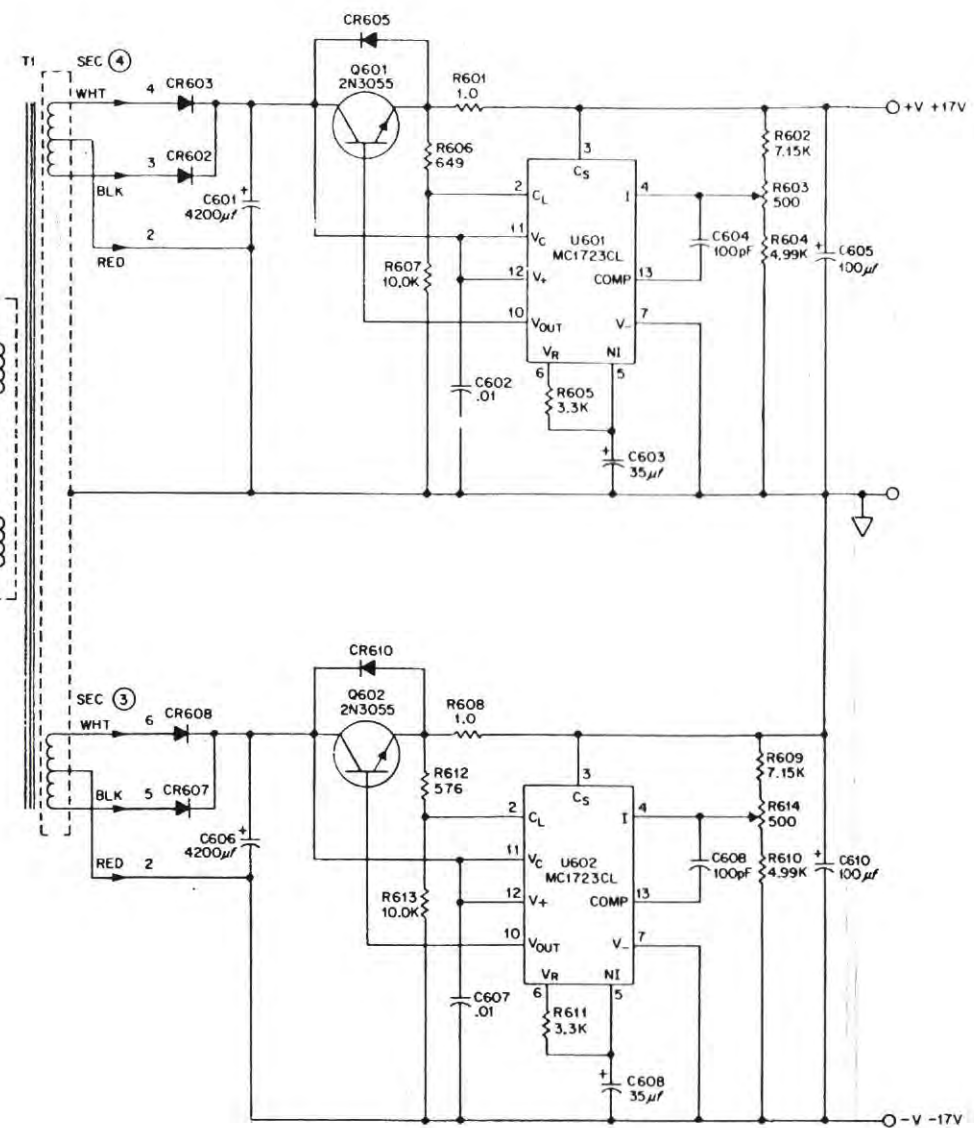 T1
SEC 4
WHT
4
CR603
3
CR602
BLK
2
RED
C601
4200µf
+
CR605
Q601
2N3055
R601
1.0
R606
649
R607
10.0K
C602
.01
3
CS
2 CL
I 4
11 VC
U601
MC1723CL
12 V+
COMP 13
10 VOUT
V- 7
VR
NI
6
5
R605
3.3K
+
C603
35µf
C604
100pF
R602
7.15K
R603
500
R604
4.99K
+
C605
100µf
+V +17V
SEC 3
WHT
6
CR608
5
CR607
BLK
RED
2
+
C606
4200µf
CR610
Q602
2N3055
R608
1.0
R612
576
R613
10.0K
C607
.01
3
CS
2 CL
I 4
11 VC
U602
MC1723CL
12 V+
COMP 13
10 VOUT
V- 7
VR
NI
6
5
R611
3.3K
+
C608
35µf
C608
100pF
R609
7.15K
R614
500
R610
4.99K
+
C610
100µf
-V -17V